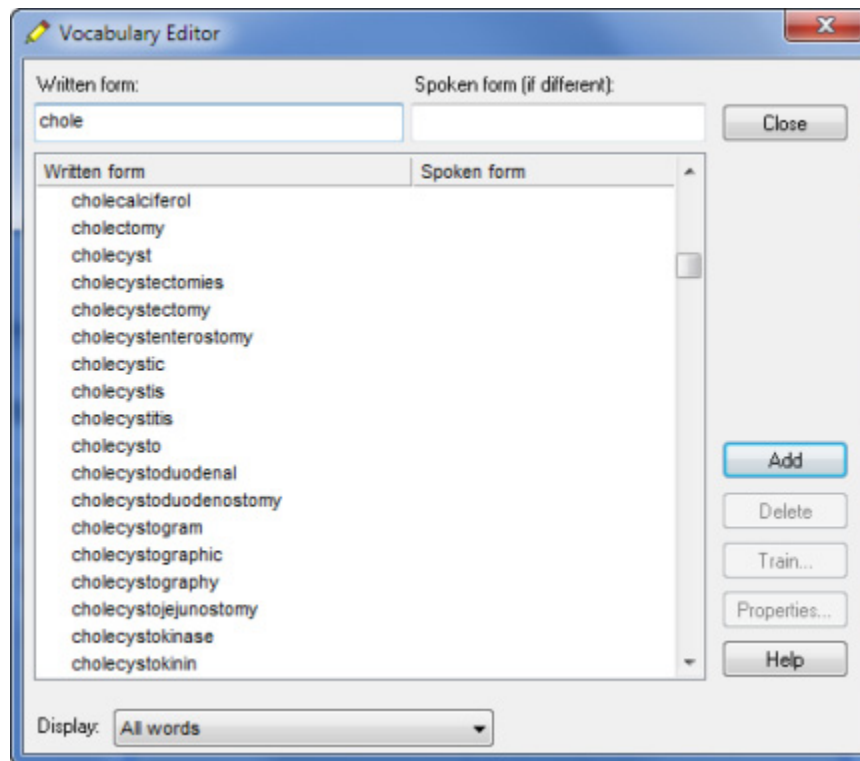 Vocabulary Editor
Written form: Spoken form (if different):
chole
Close
Written form Spoken form
cholecalciferol
cholectomy
cholecyst
cholecystectomies
cholecystectomy
cholecystenterostomy
cholecystic
cholecystis
cholecystitis
cholecysto
cholecystoduodenal
cholecystoduodenostomy
cholecystogram
cholecystographic
cholecystography
cholecystojejunostomy
cholecystokinase
cholecystokinin
Add
Delete
Train...
Properties...
Help
Display: All words